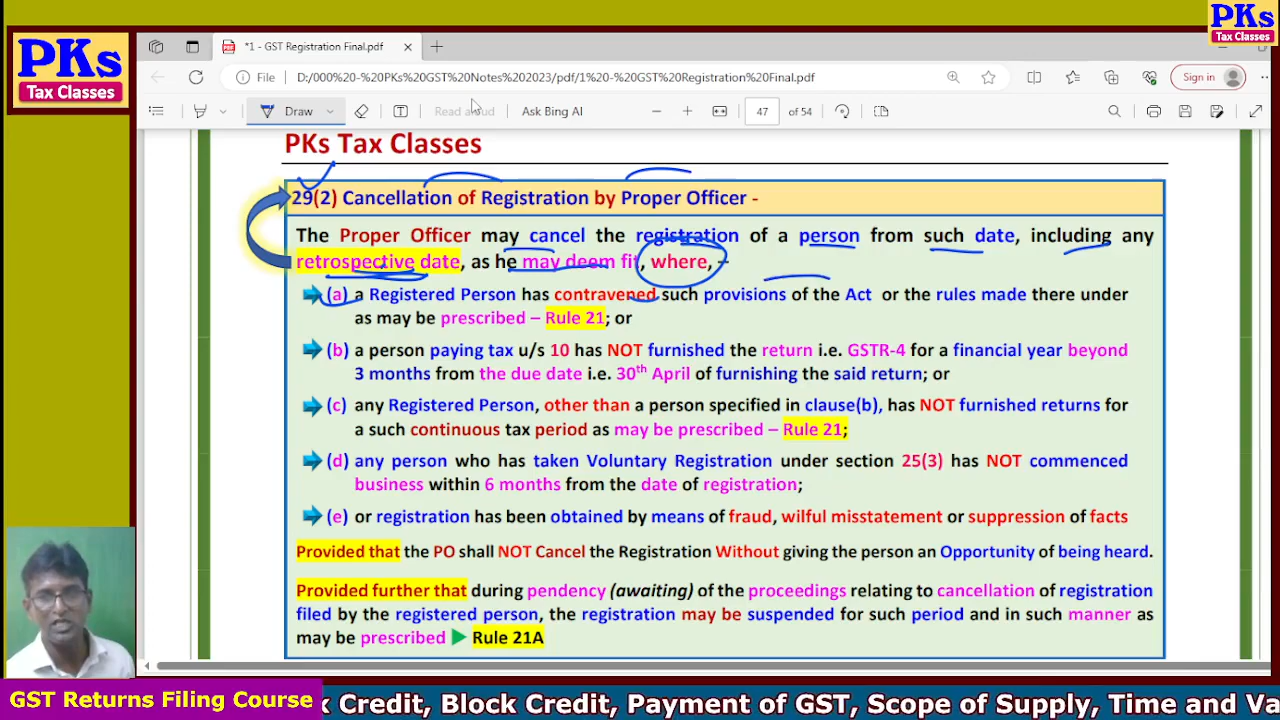 PKs
Tax Classes
PKs
Tax Classes
*1 - GST Registration Final.pdf
File
D:/000%20-%20PKs%20GST%20Notes%202023/pdf/1%20-%20GST%20Registration%20Final.pdf
Sign in
Draw
Read aloud
Ask Bing AI
47
of 54
PKs Tax Classes
29(2) Cancellation of Registration by Proper Officer -
The Proper Officer may cancel the registration of a person from such date, including any
retrospective date, as he may deem fit, where, –
(a) a Registered Person has contravened such provisions of the Act or the rules made there under
as may be prescribed – Rule 21; or
(b) a person paying tax u/s 10 has NOT furnished the return i.e. GSTR-4 for a financial year beyond
3 months from the due date i.e. 30th April of furnishing the said return; or
(c) any Registered Person, other than a person specified in clause(b), has NOT furnished returns for
a such continuous tax period as may be prescribed – Rule 21;
(d) any person who has taken Voluntary Registration under section 25(3) has NOT commenced
business within 6 months from the date of registration;
(e) or registration has been obtained by means of fraud, wilful misstatement or suppression of facts
Provided that the PO shall NOT Cancel the Registration Without giving the person an Opportunity of being heard.
Provided further that during pendency (awaiting) of the proceedings relating to cancellation of registration
filed by the registered person, the registration may be suspended for such period and in such manner as
may be prescribed ▶ Rule 21A
GST Returns Filing Course
x Credit, Block Credit, Payment of GST, Scope of Supply, Time and Va